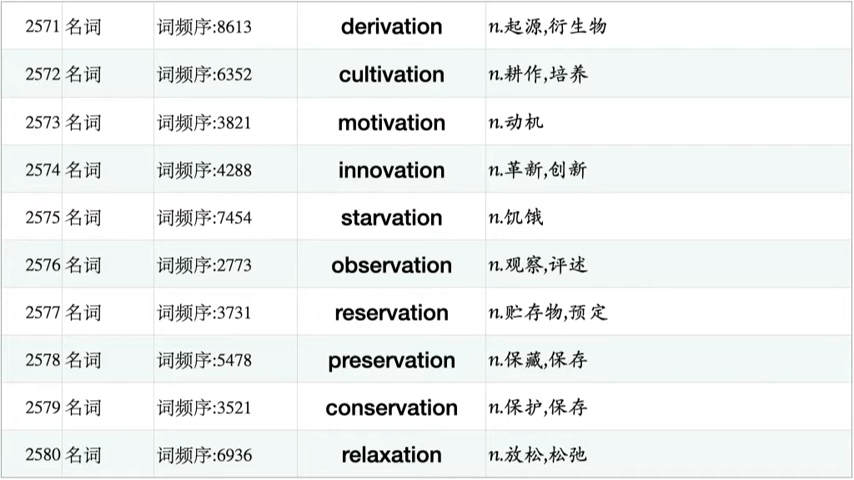 2571 名词 词频序:8613 derivation n.起源,衍生物
2572 名词 词频序:6352 cultivation n.耕作,培养
2573 名词 词频序:3821 motivation n.动机
2574 名词 词频序:4288 innovation n.革新,创新
2575 名词 词频序:7454 starvation n.饥饿
2576 名词 词频序:2773 observation n.观察,评述
2577 名词 词频序:3731 reservation n.贮存物,预定
2578 名词 词频序:5478 preservation n.保藏,保存
2579 名词 词频序:3521 conservation n.保护,保存
2580 名词 词频序:6936 relaxation n.放松,松弛